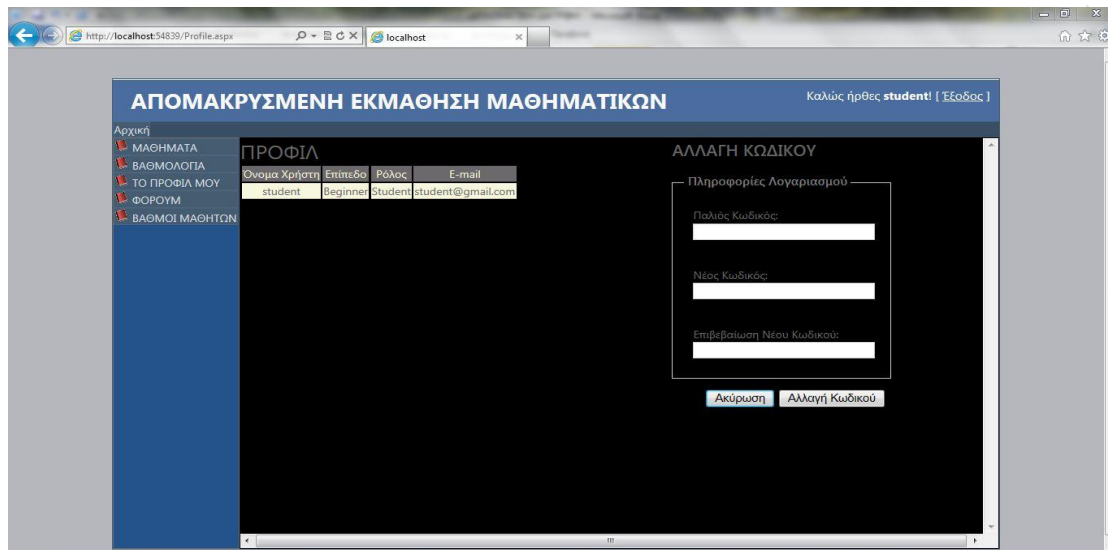 http://localhost:54839/Profile.aspx
localhost
ΑΠΟΜΑΚΡΥΣΜΕΝΗ ΕΚΜΑΘΗΣΗ ΜΑΘΗΜΑΤΙΚΩΝ
Καλώς ήρθες student! [ Έξοδος ]
Αρχική
ΜΑΘΗΜΑΤΑ
ΒΑΘΜΟΛΟΓΙΑ
ΤΟ ΠΡΟΦΙΛ ΜΟΥ
ΦΟΡΟΥΜ
ΒΑΘΜΟΙ ΜΑΘΗΤΩΝ
ΠΡΟΦΙΛ
Όνομα Χρήστη Επίπεδο Ρόλος E-mail
student Beginner Student student@gmail.com
ΑΛΛΑΓΗ ΚΩΔΙΚΟΥ
Πληροφορίες Λογαριασμού
Παλιός Κωδικός:
Νέος Κωδικός:
Επιβεβαίωση Νέου Κωδικού:
Ακύρωση Αλλαγή Κωδικού